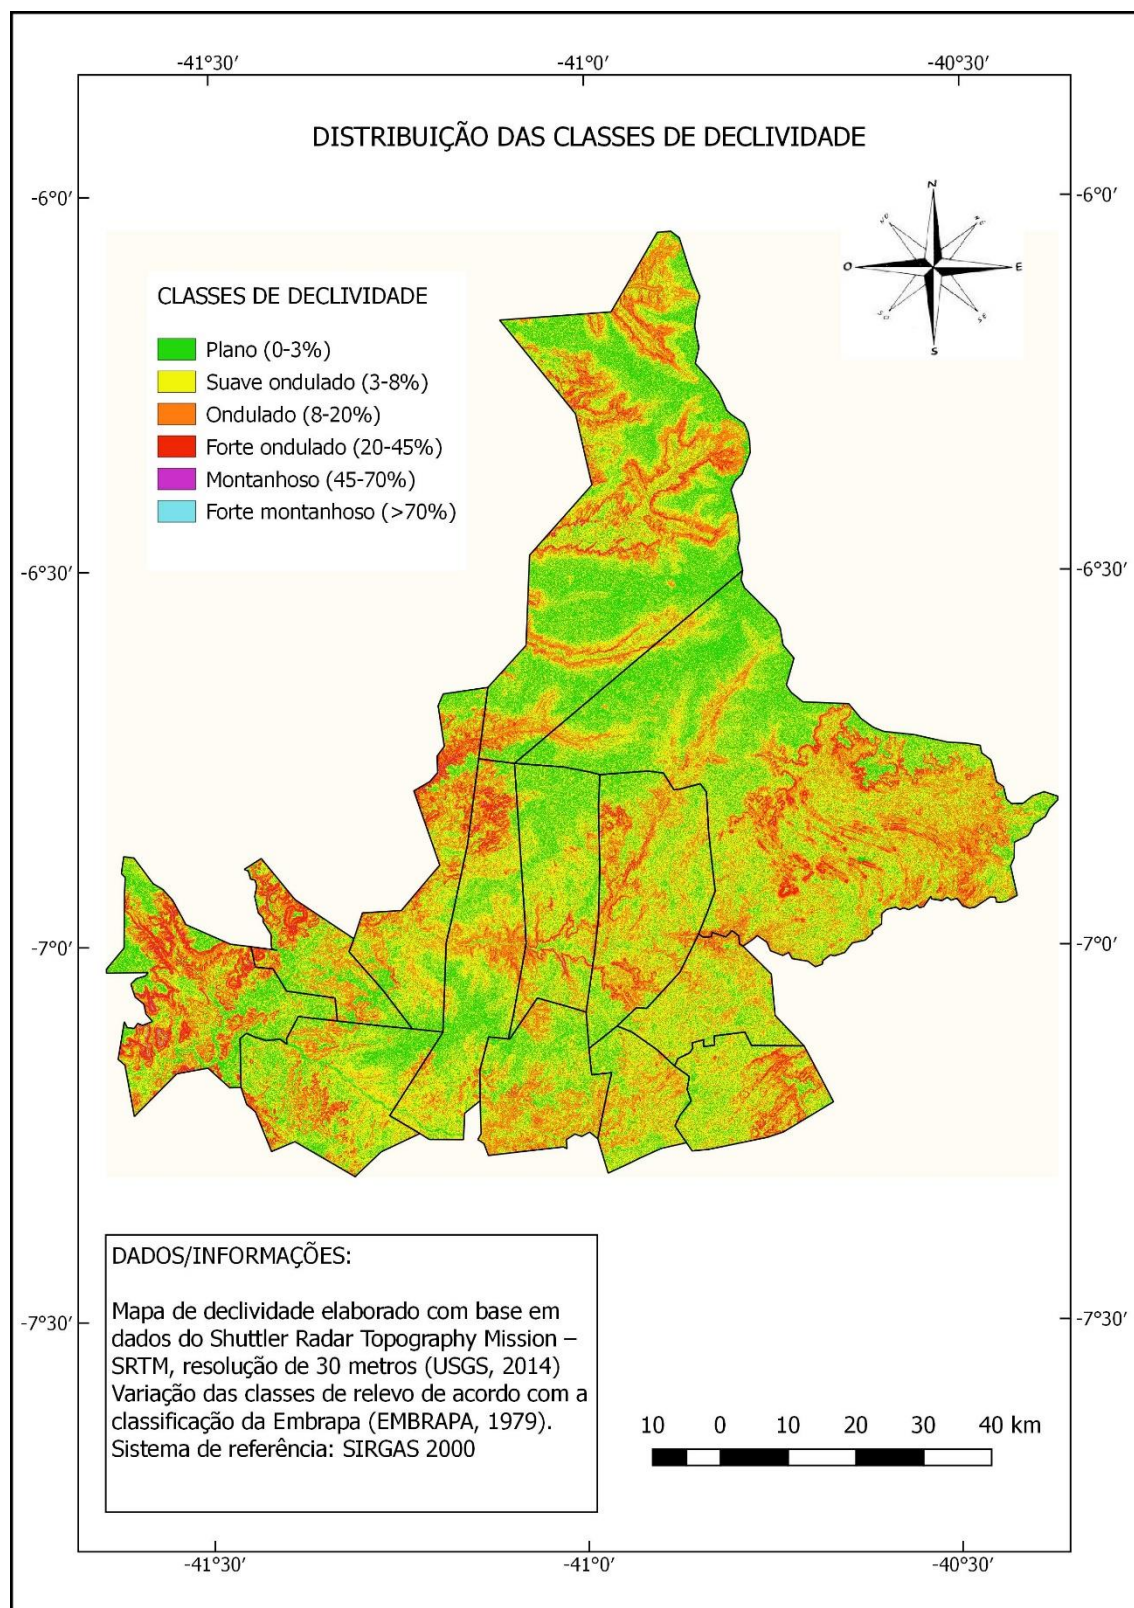 -41°30'
-41°0'
-40°30'
DISTRIBUIÇÃO DAS CLASSES DE DECLIVIDADE
-6°0'
-6°0'
N
O
E
S
SO
SE
CLASSES DE DECLIVIDADE
Plano (0-3%)
Suave ondulado (3-8%)
Ondulado (8-20%)
Forte ondulado (20-45%)
Montanhoso (45-70%)
Forte montanhoso (>70%)
-6°30'
-6°30'
-7°0'
-7°0'
DADOS/INFORMAÇÕES:
Mapa de declividade elaborado com base em
dados do Shuttler Radar Topography Mission –
SRTM, resolução de 30 metros (USGS, 2014)
Variação das classes de relevo de acordo com a
classificação da Embrapa (EMBRAPA, 1979).
Sistema de referência: SIRGAS 2000
-7°30'
-7°30'
10 0 10 20 30 40 km
-41°30'
-41°0'
-40°30'